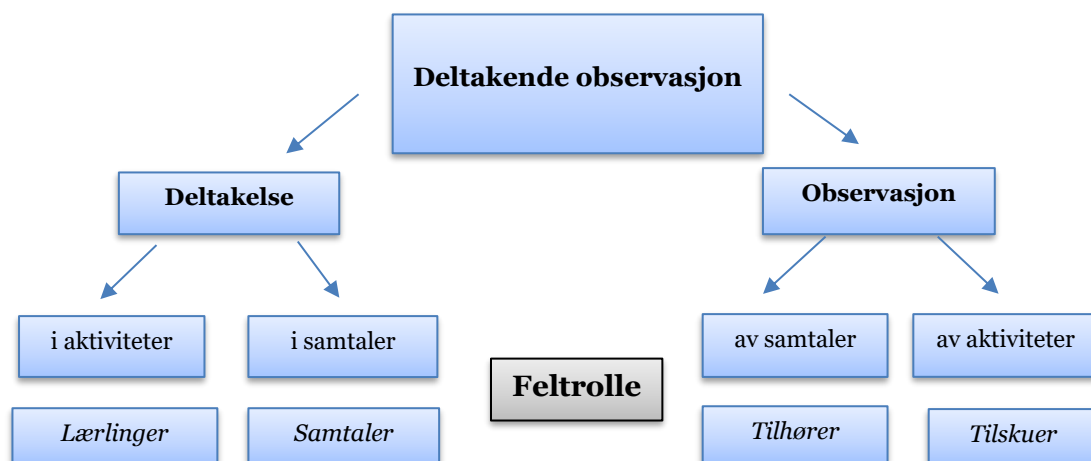 Deltakende observasjon
Deltakelse
Observasjon
i aktiviteter
i samtaler
av samtaler
av aktiviteter
Feltrolle
Lærlinger
Samtaler
Tilhører
Tilskuer